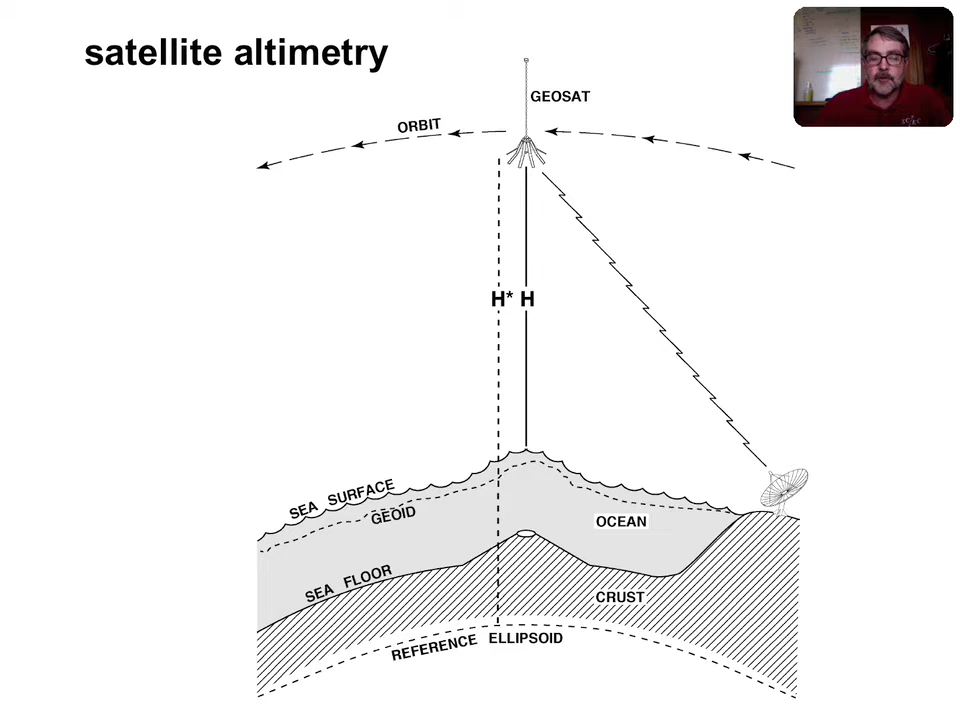 satellite altimetry
GEOSAT
ORBIT
H* H
SEA SURFACE
GEOID
OCEAN
SEA FLOOR
CRUST
REFERENCE ELLIPSOID